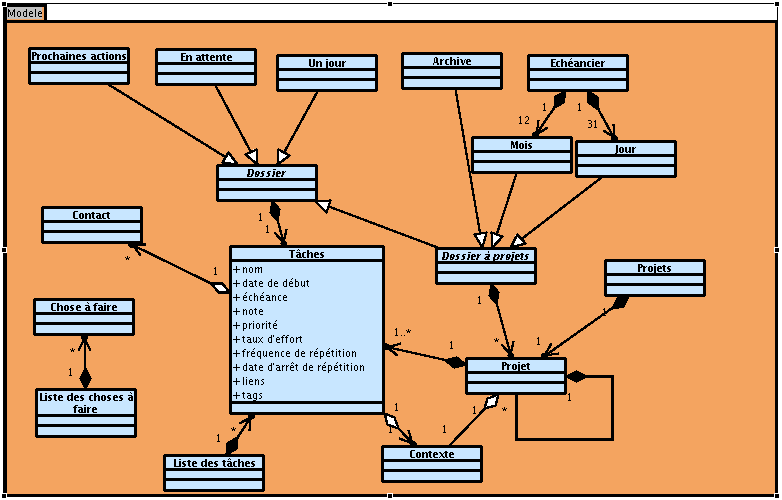 Modele
Prochaines actions
En attente
Un jour
Archive
Echéancier
1
1
12
31
Mois
Jour
Dossier
1
1
Contact
*
1
Tâches
+nom
+date de début
+échéance
+note
+priorité
+taux d'effort
+fréquence de répétition
+date d'arrêt de répétition
+liens
+tags
Dossier à projets
1
*
Projets
1
1
Chose à faire
*
1
Liste des choses à
faire
1..*
1
Projet
1
*
1
1
1
1
Contexte
*
1
Liste des tâches